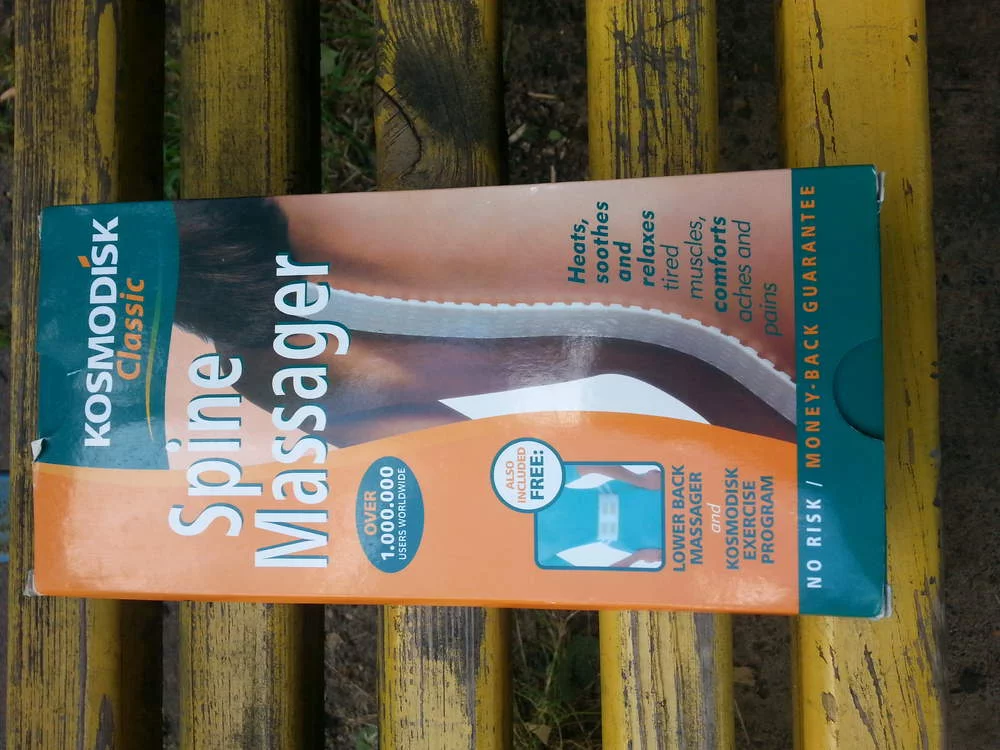 KOSMODISK
Classic
Spine
Massager
Heats,
soothes
and
relaxes
tired
muscles,
comforts
aches and
pains
OVER
1.000.000
USERS WORLDWIDE
ALSO
INCLUDED
FREE:
LOWER BACK
MASSAGER
and
KOSMODISK
EXERCISE
PROGRAM
NO RISK / MONEY-BACK GUARANTEE